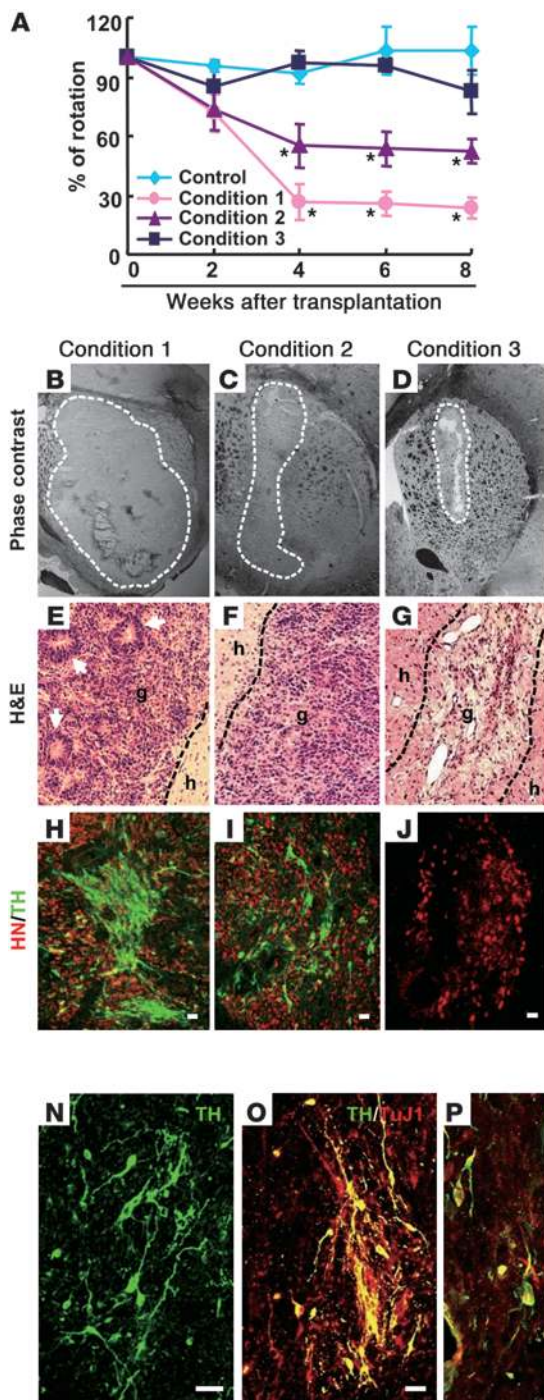 A
120
90
60
30
0
% of rotation
* * *
* * *
Control
Condition 1
Condition 2
Condition 3
0 2 4 6 8
Weeks after transplantation
Condition 1 Condition 2 Condition 3
Phase contrast
B C D
H&E
E F G
g h
h g
h g h
HN/TH
H I J
N TH O TH/TuJ1 P